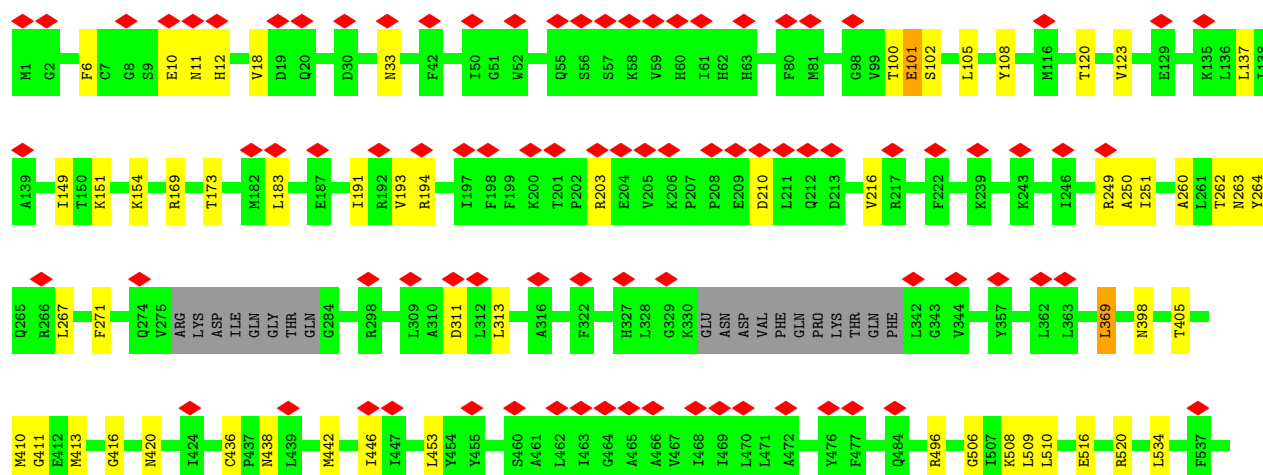 M1 G2 F6 C7 G8 S9 E10 N11 H12 V18 D19 Q20 D30 N33 F42 I50 G51 W52 Q55 S56 S57 K58 V59 H60 I61 H62 H63 F80 M81 G98 V99 T100 E101 S102 L105 Y108 M116 T120 V123 E129 K135 L136 L137 I138
A139 I149 T150 K151 K154 R169 T173 M182 L183 E187 I191 R192 V193 R194 I197 F198 F199 K200 T201 P202 R203 E204 V205 K206 P207 P208 E209 D210 L211 Q212 D213 V216 R217 F222 K239 K243 I246 R249 A250 I251 A260 L261 T262 N263 Y264
Q265 R266 L267 F271 Q274 V275 ARG LYS ASP ILE GLN GLY THR GLN G284 R298 L309 A310 D311 L312 L313 A316 F322 H327 L328 G329 K330 GLU ASN ASP VAL PHE GLN PRO LYS THR GLN PHE L342 G343 V344 Y357 L362 L363 L369 N398 T405
M410 G411 E412 M413 G416 N420 I424 C436 P437 N438 L439 M442 I446 I447 L453 Y454 Y455 S460 A461 L462 I463 G464 A465 A466 V467 I468 I469 L470 L471 A472 Y476 F477 Q484 R496 G506 I507 K508 L509 L510 E516 R520 L534 F537